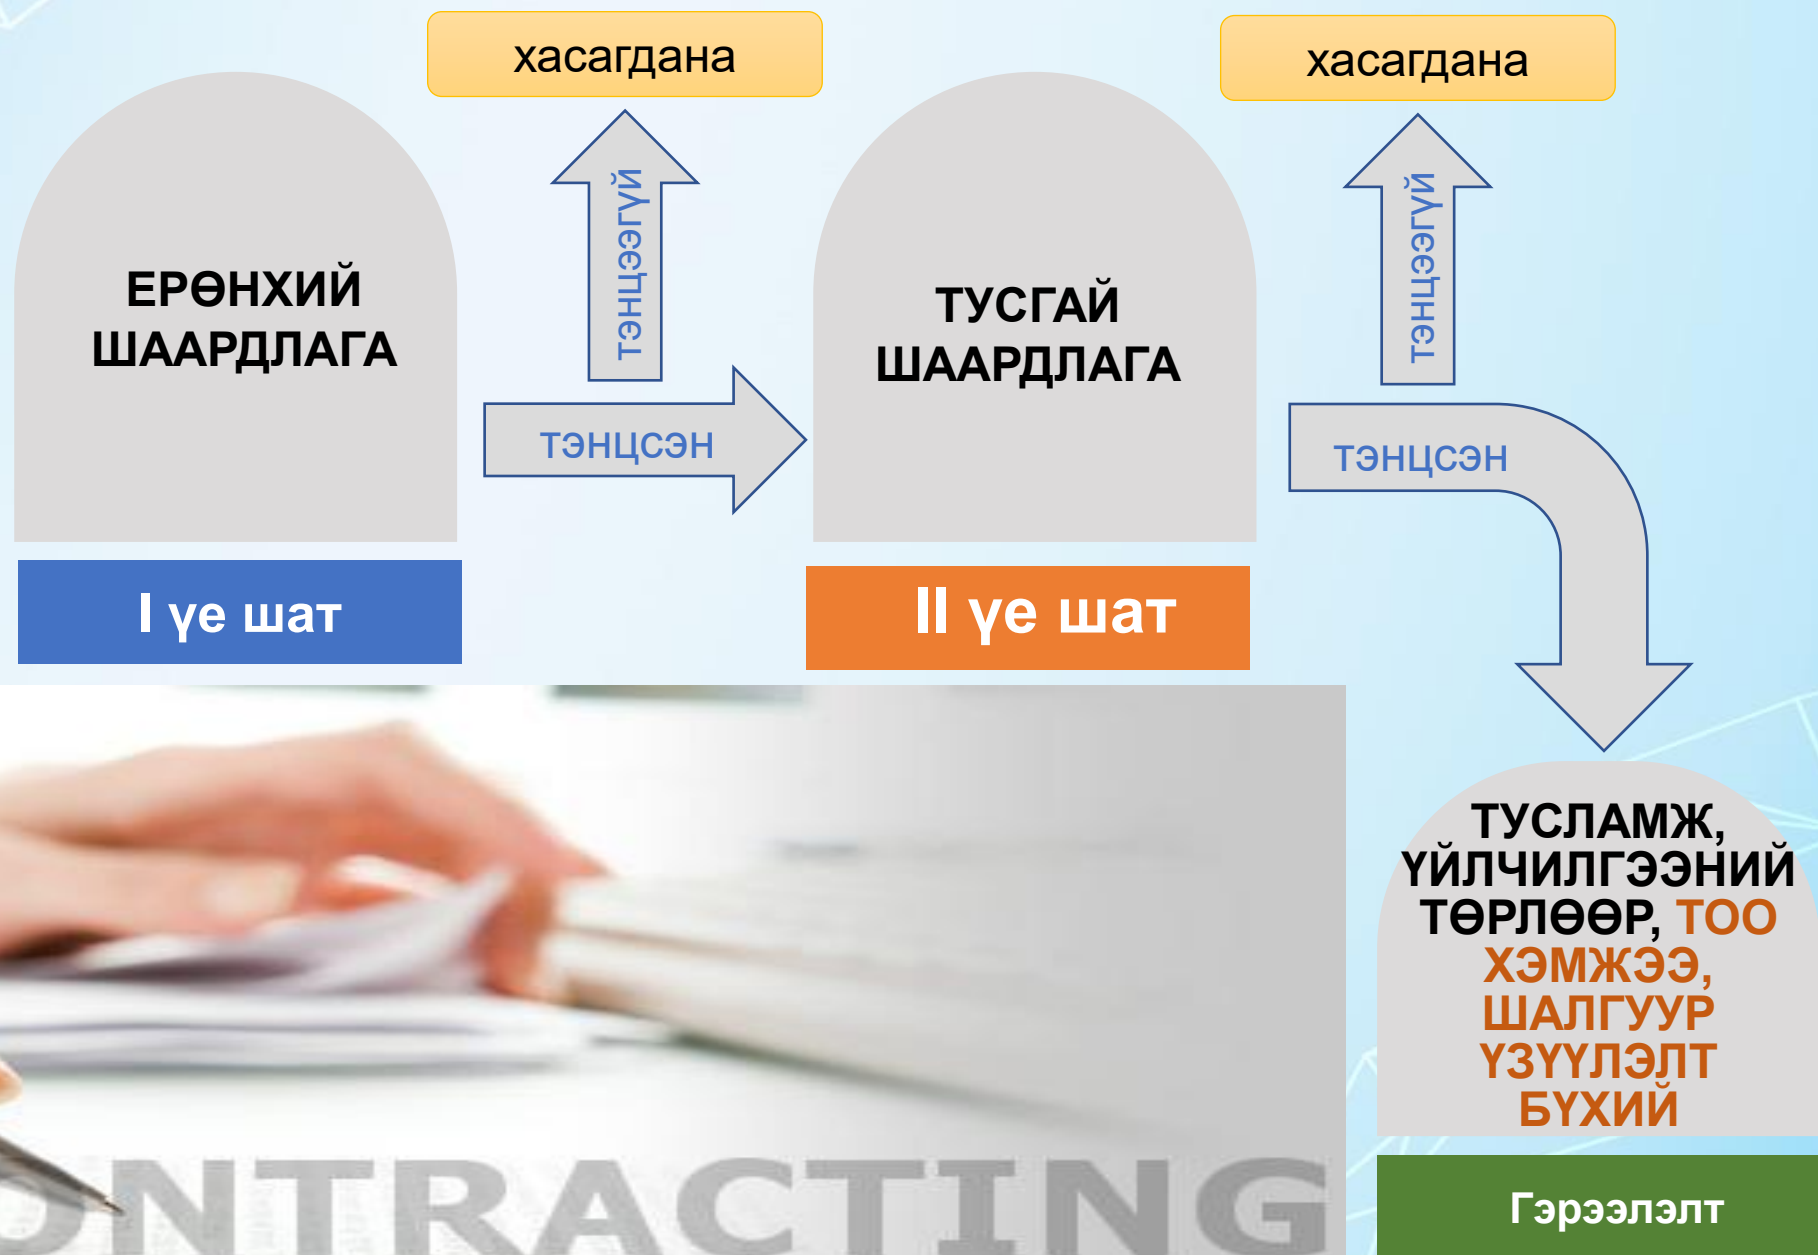 хасагдана
хасагдана
ЕРӨНХИЙ
ШААРДЛАГА
тэнцээгүй
ТУСГАЙ
ШААРДЛАГА
тэнцээгүй
тэнцсэн
тэнцсэн
I үе шат
II үе шат
ТУСЛАМЖ,
ҮЙЛЧИЛГЭЭНИЙ
ТӨРЛӨӨР, ТОО
ХЭМЖЭЭ,
ШАЛГУУР
ҮЗҮҮЛЭЛТ
БҮХИЙ
ONTRACTING
Гэрээлэлт